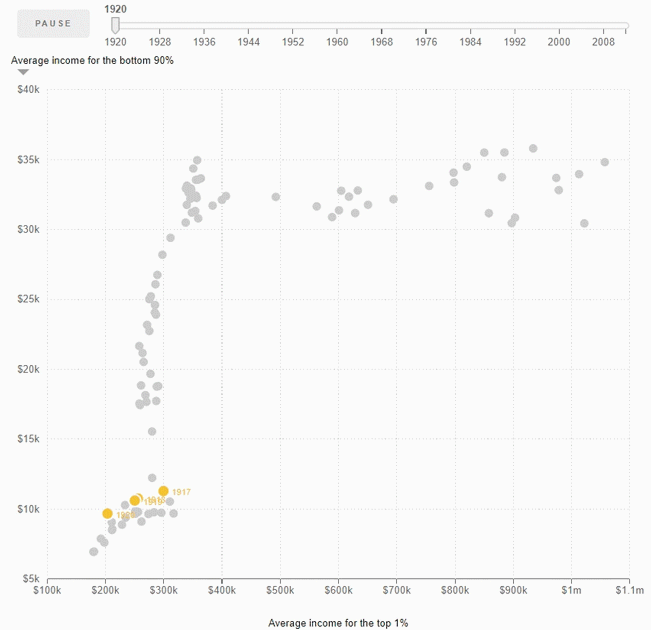 1920
PAUSE
1920 1928 1936 1944 1952 1960 1968 1976 1984 1992 2000 2008
Average income for the bottom 90%
$40k
$35k
$30k
$25k
$20k
$15k
1917
$10k
$5k
$100k $200k $300k $400k $500k $600k $700k $800k $900k $1m $1.1m
Average income for the top 1%